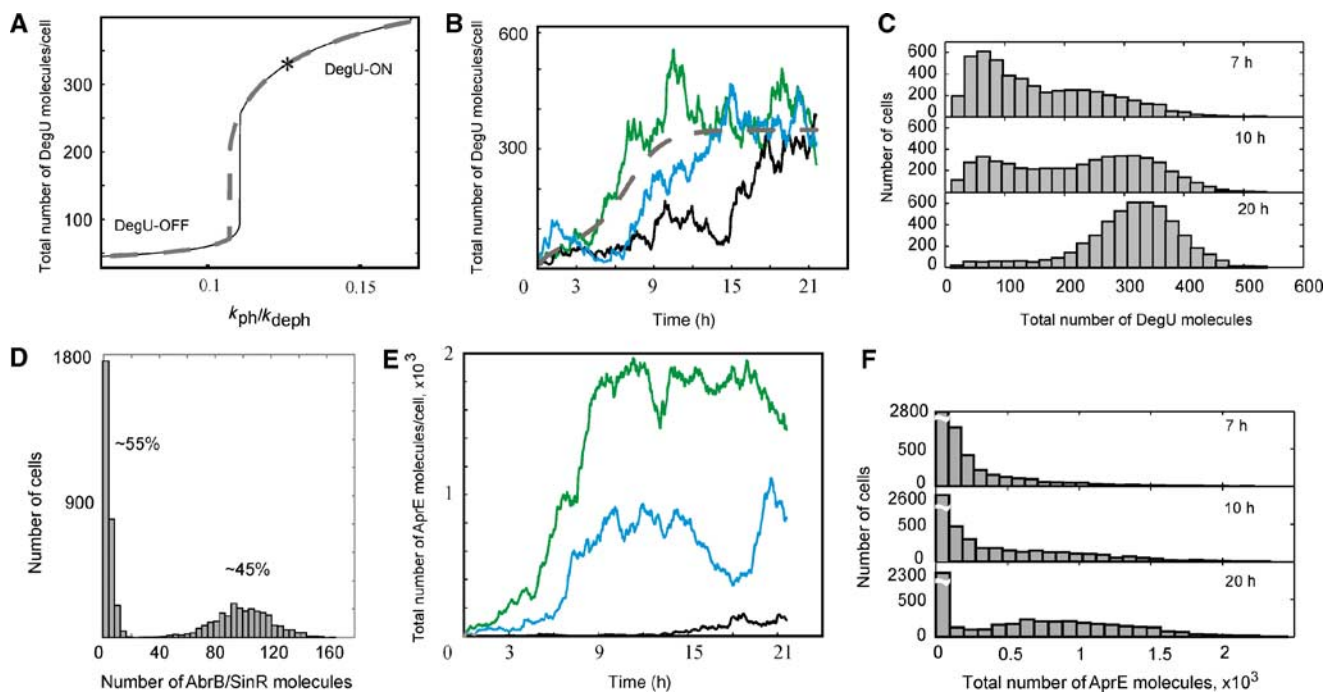 A
Total number of DegU molecules/cell
300
200
100
DegU-ON
DegU-OFF
*
0.1
0.15
kph/kdeph
B
Total number of DegU molecules/cell
600
300
0
0
3
9
15
21
Time (h)
C
Number of cells
600
400
200
0
7 h
600
400
200
0
10 h
600
400
200
0
20 h
0
100
200
300
400
500
600
Total number of DegU molecules
D
Number of cells
1800
900
0
~55%
~45%
0
40
80
120
160
Number of AbrB/SinR molecules
E
Total number of AprE molecules/cell, x10³
2
1
0
0
3
9
15
21
Time (h)
F
Number of cells
2800
500
0
7 h
2600
500
0
10 h
2300
500
0
20 h
0
0.5
1
1.5
2
Total number of AprE molecules, x10³